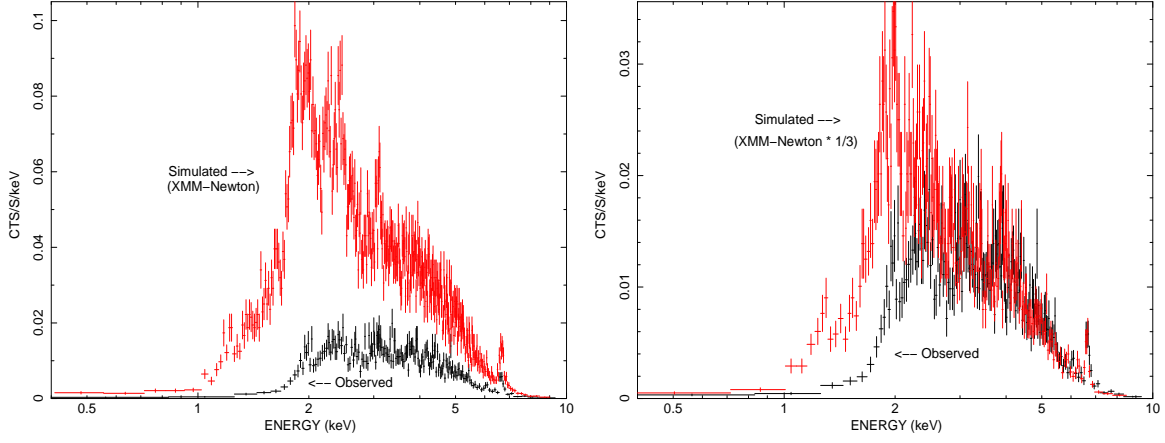 0.1
0.08
0.06
0.04
0.02
0
CTS/S/keV
Simulated -->
(XMM-Newton)
<-- Observed
0.5
1
2
5
10
ENERGY (keV)
0.03
0.02
0.01
0
CTS/S/keV
Simulated -->
(XMM-Newton * 1/3)
<-- Observed
0.5
1
2
5
10
ENERGY (keV)